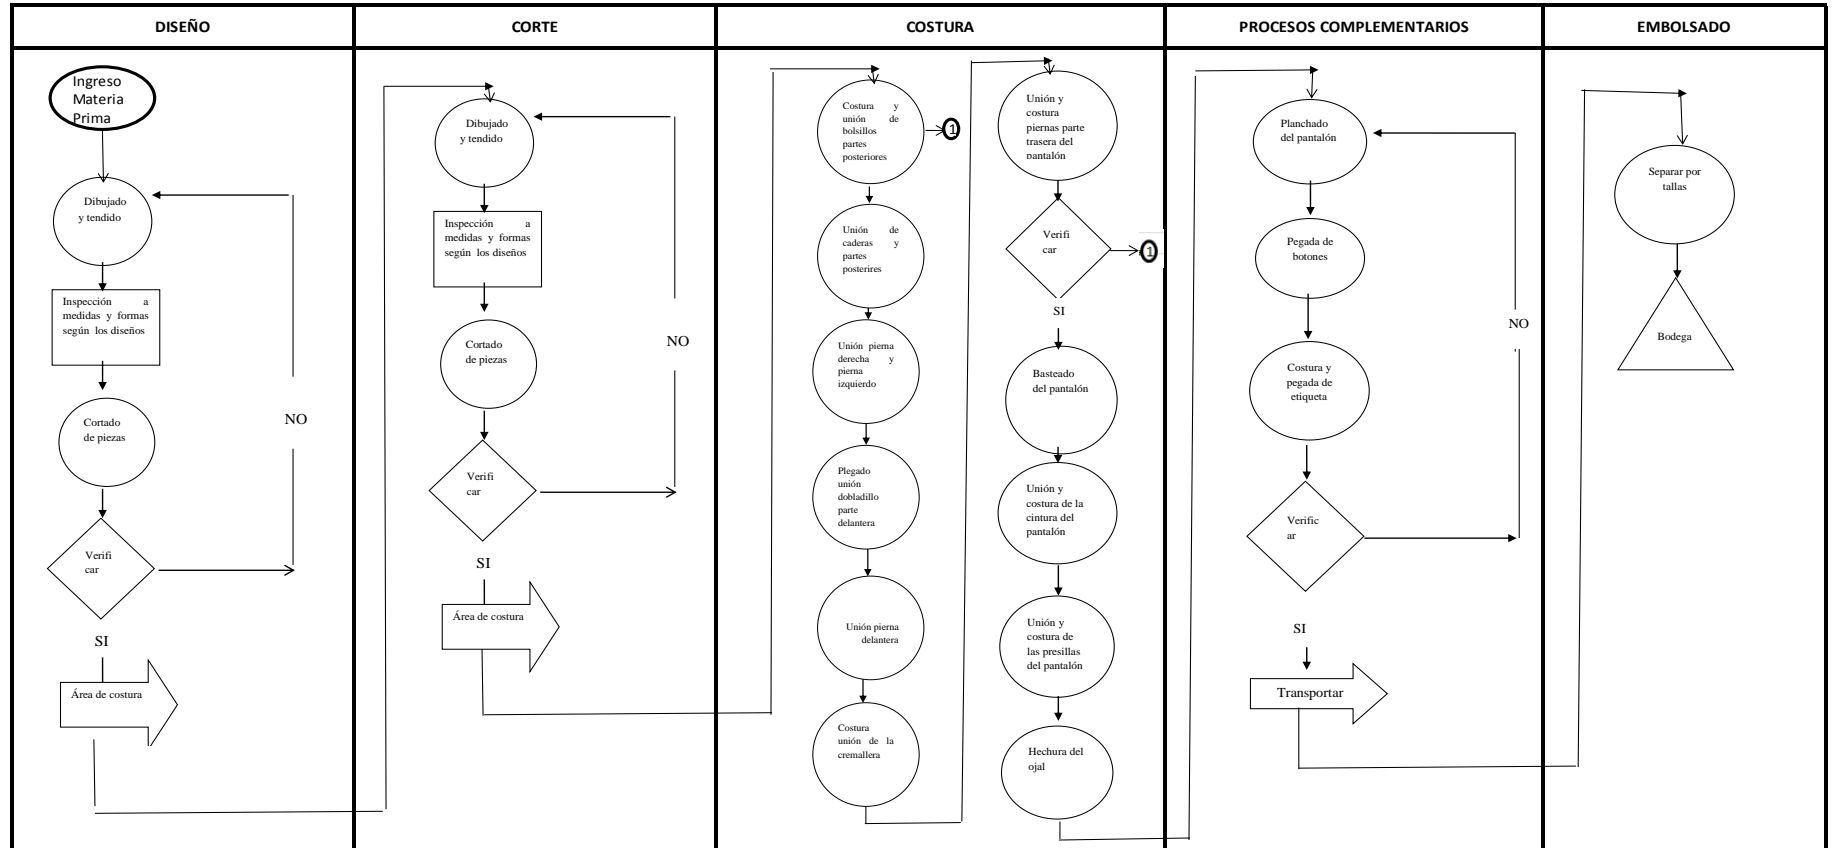 DISEÑO
CORTE
COSTURA
PROCESOS COMPLEMENTARIOS
EMBOLSADO
Ingreso
Materia
Prima
Dibujado
y tendido
Inspección a
medidas y formas
según los diseños
Cortado
de piezas
NO
Verifi
car
SI
Área de costura
Dibujado
y tendido
Inspección a
medidas y formas
según los diseños
Cortado
de piezas
NO
Verifi
car
SI
Área de costura
Costura y
unión de
bolsillos
partes
posteriores
1
Unión de
caderas y
partes
posterires
Unión pierna
derecha y
pierna
izquierdo
Plegado
unión
dobladillo
parte
delantera
Unión pierna
delantera
Costura
unión de la
cremallera
Unión y
costura
piernas parte
trasera del
pantalón
Verifi
car
1
SI
Basteado
del pantalón
Unión y
costura de la
cintura del
pantalón
Unión y
costura de
las presillas
del pantalón
Hechura del
ojal
Planchado
del pantalón
Pegada de
botones
NO
Costura y
pegada de
etiqueta
Verific
ar
SI
Transportar
Separar por
tallas
Bodega